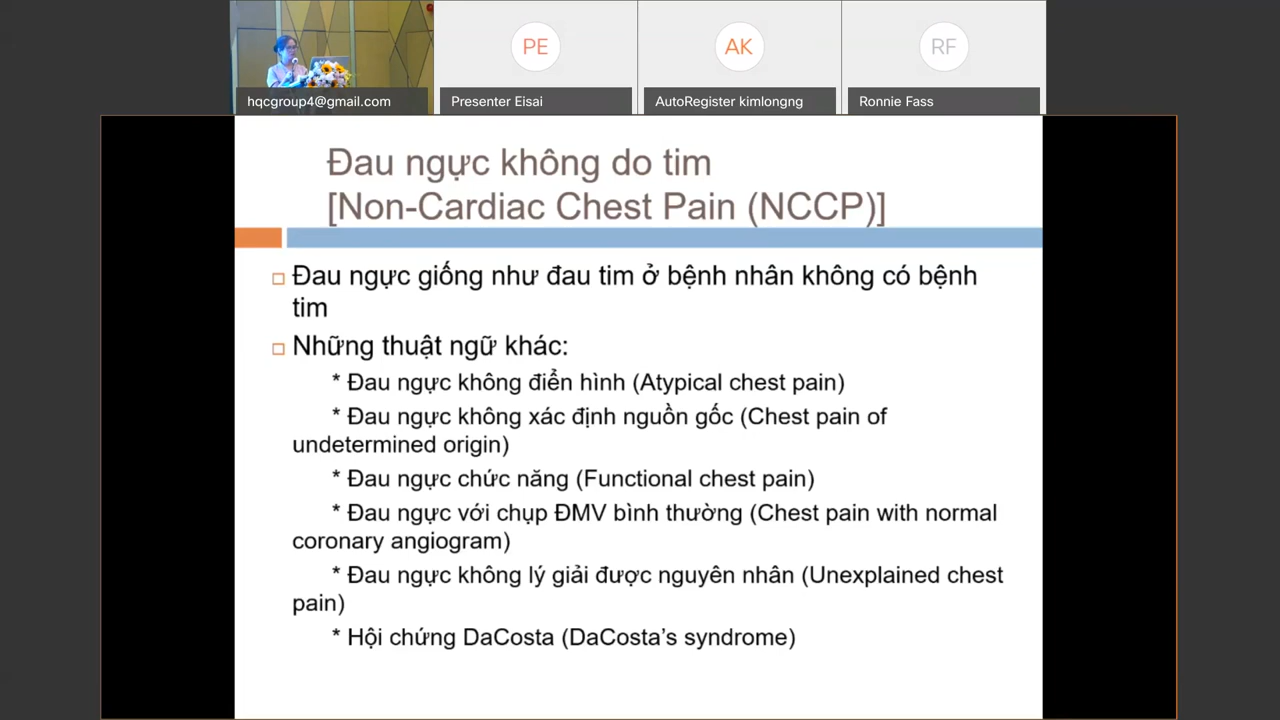 PE
AK
RF
hqcgroup4@gmail.com
Presenter Eisai
AutoRegister kimlongng
Ronnie Fass
Đau ngực không do tim
[Non-Cardiac Chest Pain (NCCP)]
Đau ngực giống như đau tim ở bệnh nhân không có bệnh
tim
Những thuật ngữ khác:
* Đau ngực không điển hình (Atypical chest pain)
* Đau ngực không xác định nguồn gốc (Chest pain of
undetermined origin)
* Đau ngực chức năng (Functional chest pain)
* Đau ngực với chụp ĐMV bình thường (Chest pain with normal
coronary angiogram)
* Đau ngực không lý giải được nguyên nhân (Unexplained chest
pain)
* Hội chứng DaCosta (DaCosta's syndrome)